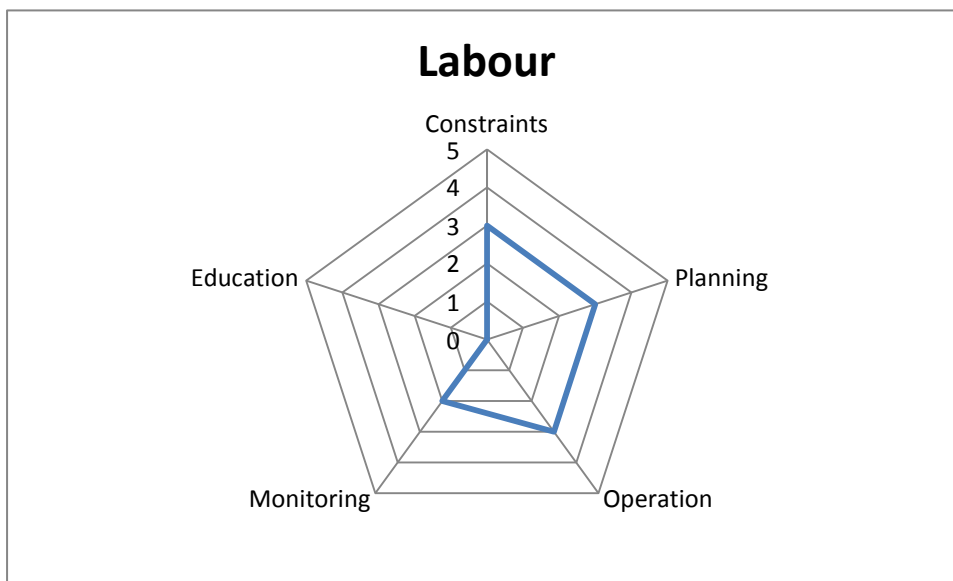 Labour
Constraints
5
4
3
2
1
0
Education
Planning
Monitoring
Operation